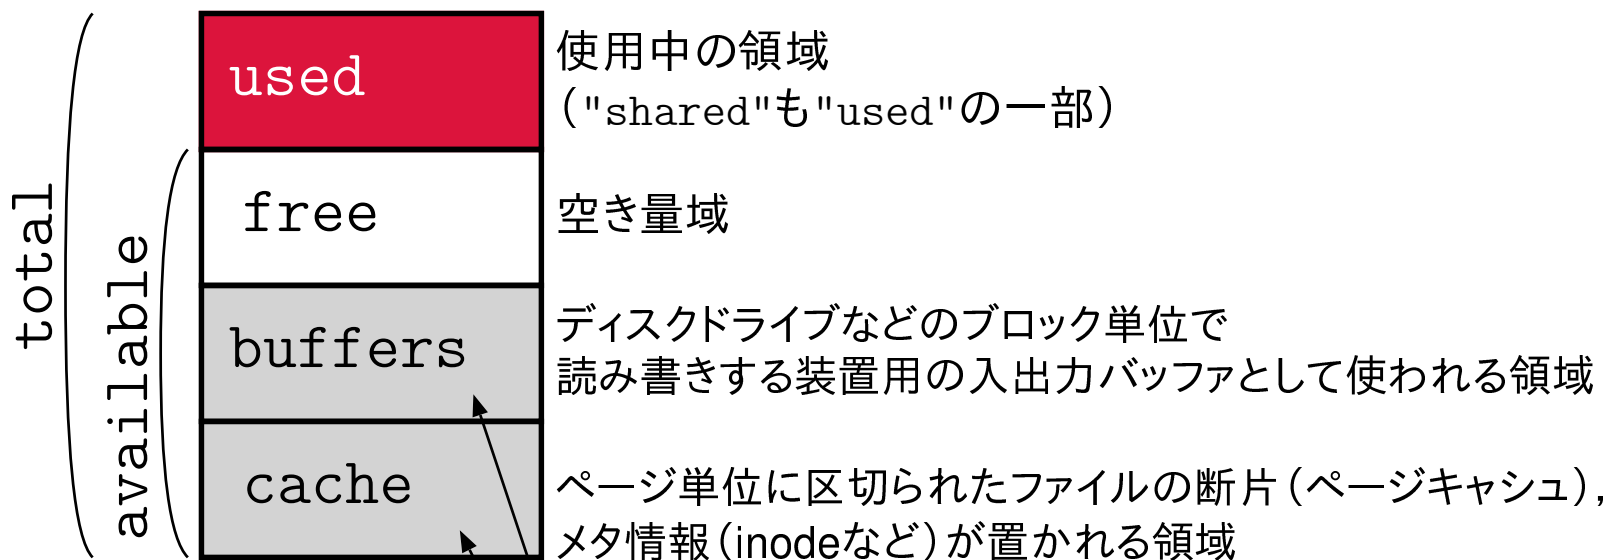 total
available
used
使用中の領域
（"shared"も"used"の一部）
free
空き量域
buffers
ディスクドライブなどのブロック単位で
読み書きする装置用の入出力バッファとして使われる領域
cache
ページ単位に区切られたファイルの断片（ページキャシュ），
メタ情報（inodeなど）が置かれる領域